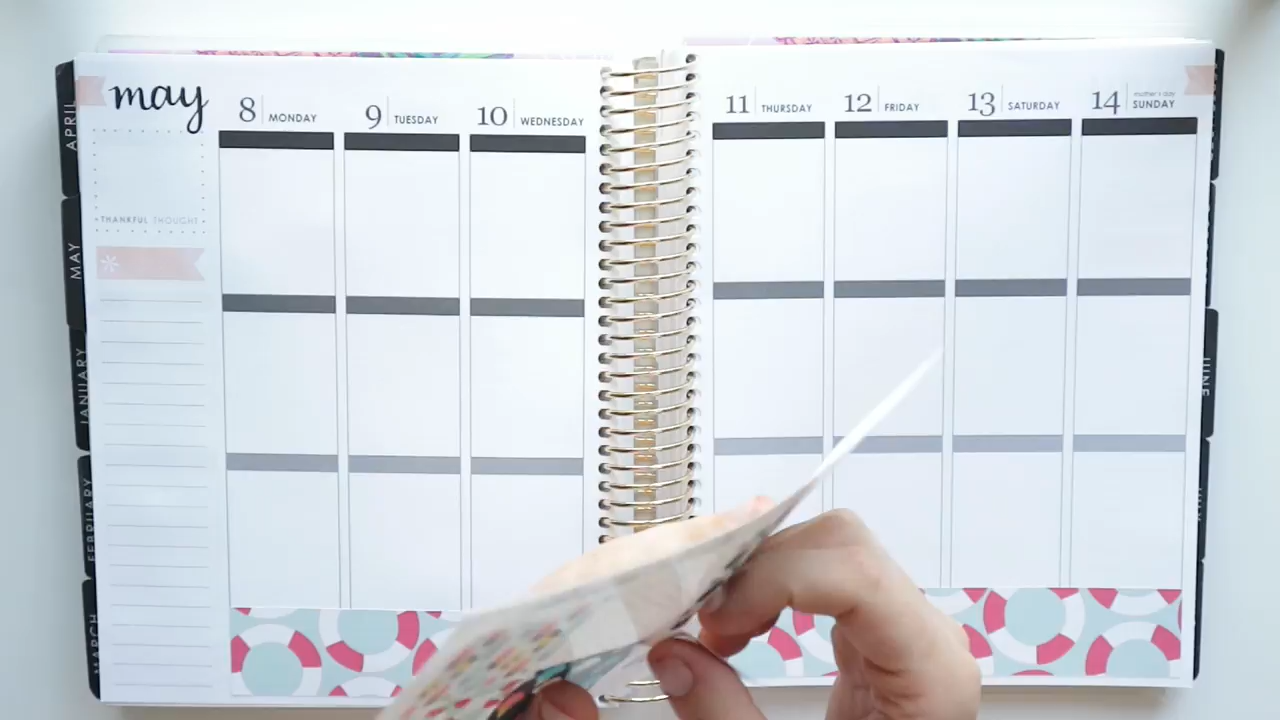 may
8 MONDAY
9 TUESDAY
10 WEDNESDAY
11 THURSDAY
12 FRIDAY
13 SATURDAY
mother's day
14 SUNDAY
THANKFUL THOUGHT
APRIL
MAY
JANUARY
FEBRUARY
MARCH
JUNE